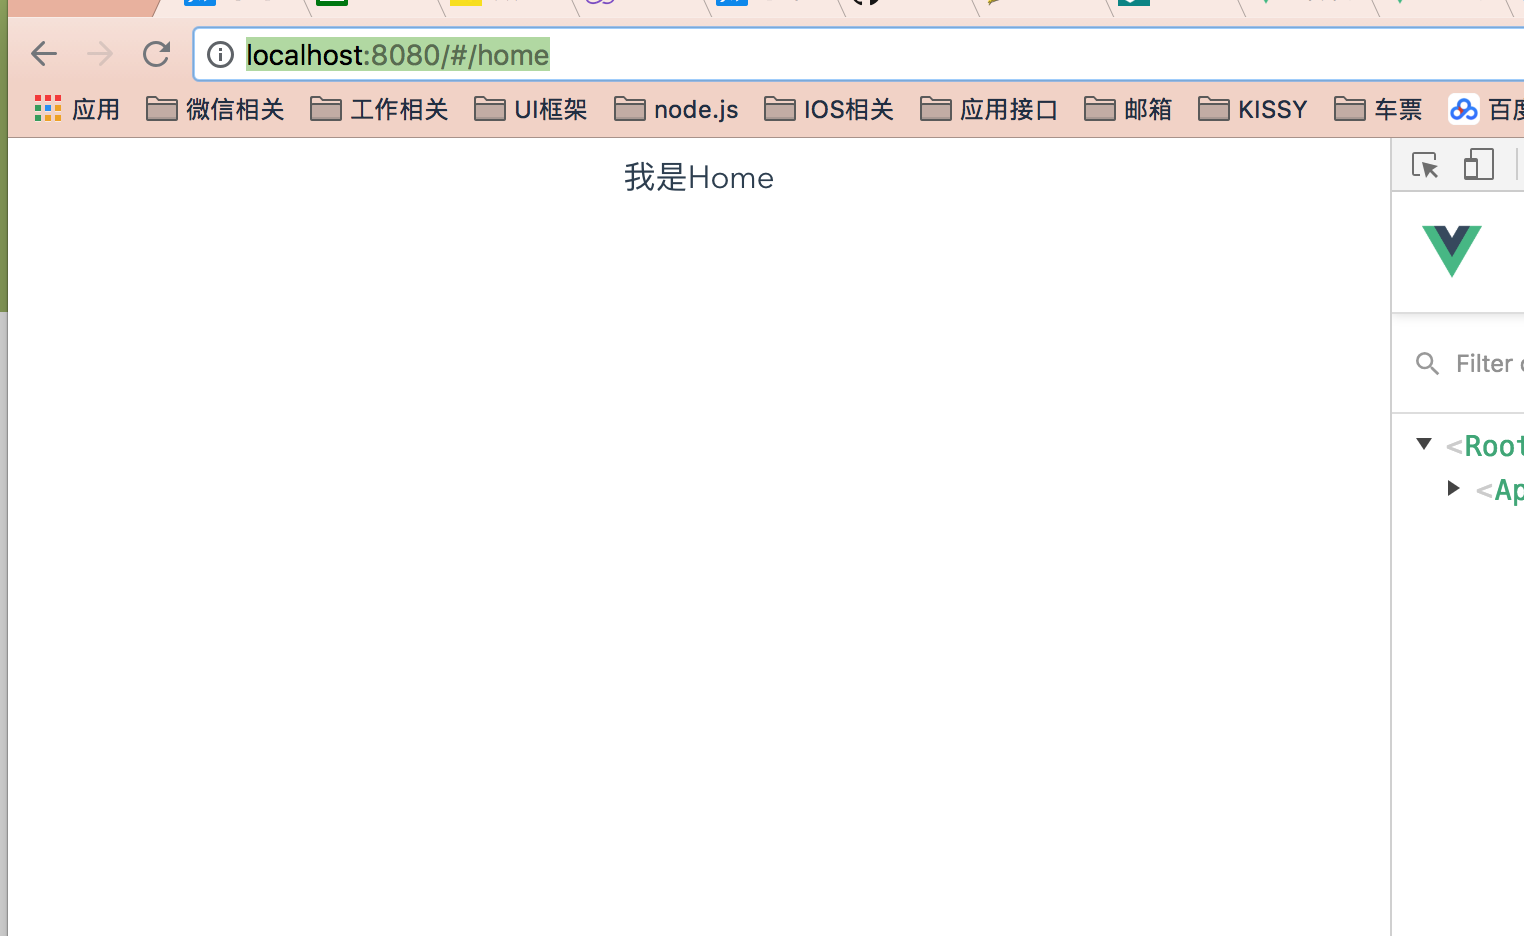 localhost:8080/#/home
应用 微信相关 工作相关 UI框架 node.js IOS相关 应用接口 邮箱 KISSY 车票
我是Home
Filter
<Root
<Ap